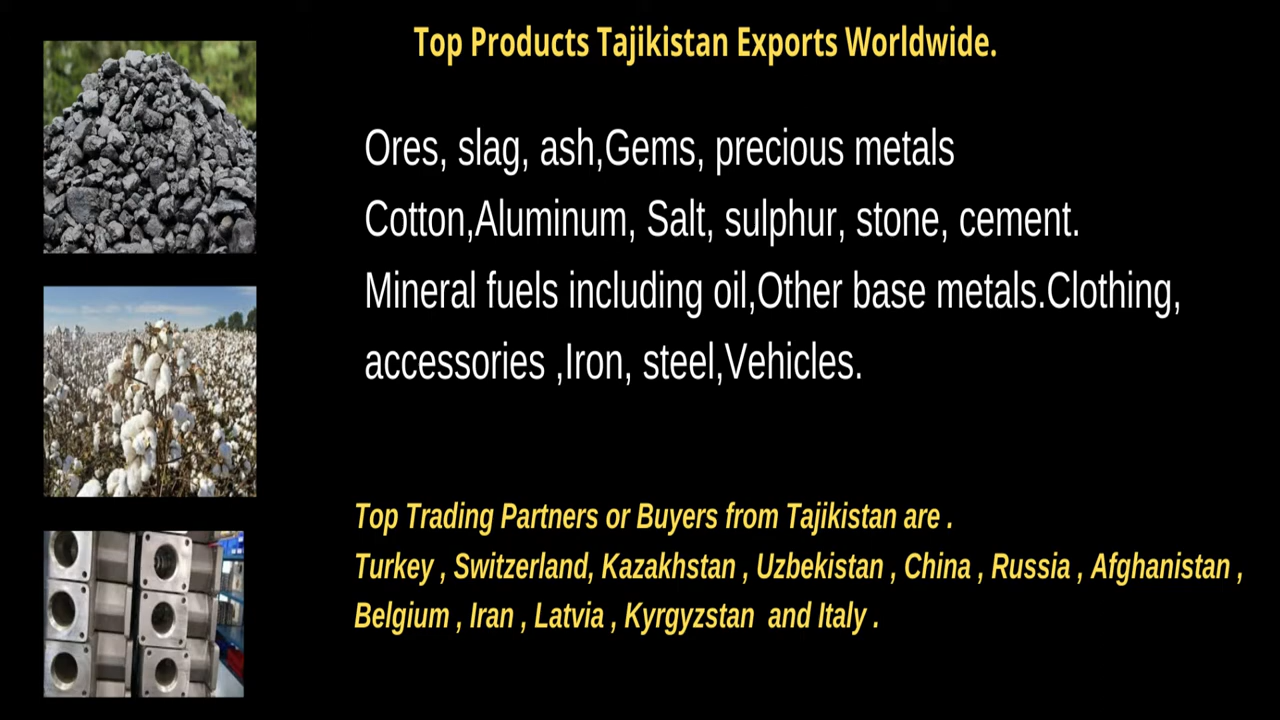 Top Products Tajikistan Exports Worldwide.
Ores, slag, ash,Gems, precious metals
Cotton,Aluminum, Salt, sulphur, stone, cement.
Mineral fuels including oil,Other base metals.Clothing,
accessories ,Iron, steel,Vehicles.
Top Trading Partners or Buyers from Tajikistan are .
Turkey , Switzerland, Kazakhstan , Uzbekistan , China , Russia , Afghanistan ,
Belgium , Iran , Latvia , Kyrgyzstan  and Italy .